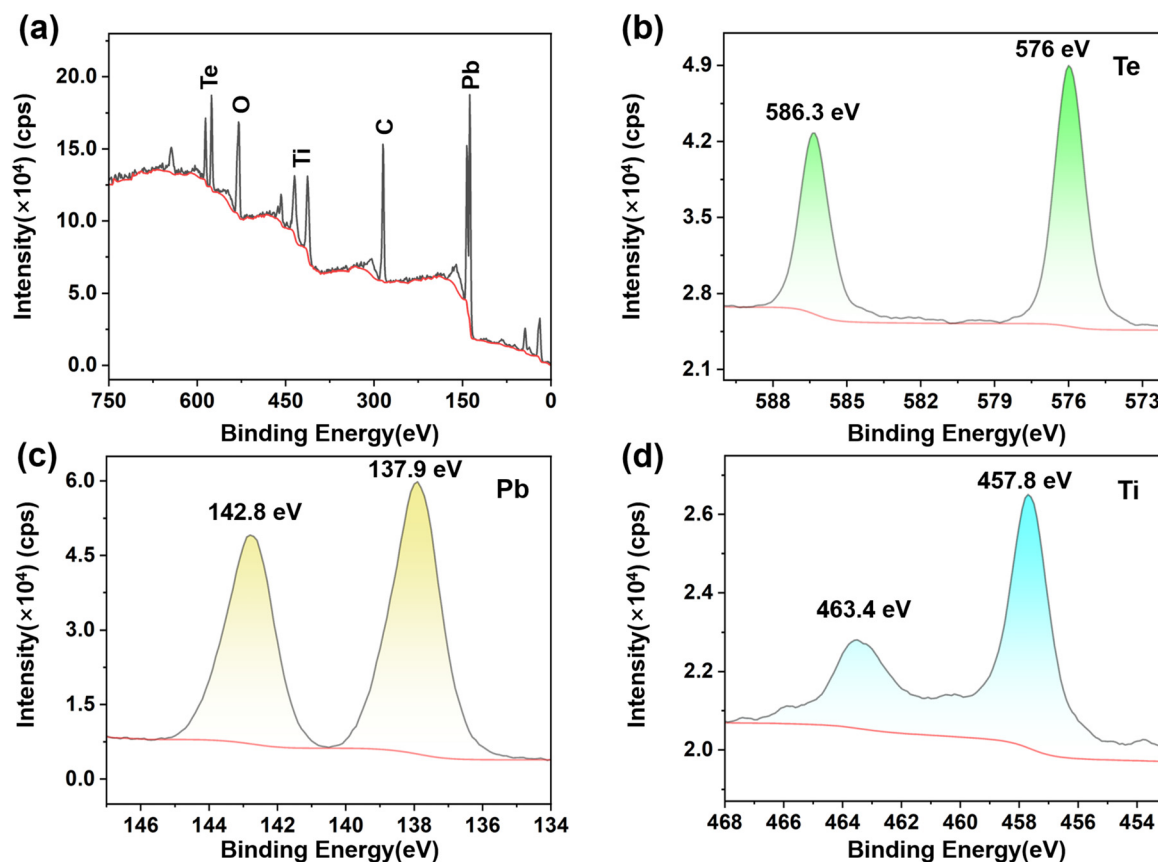 (a)
Intensity(×10⁴) (cps)
20.0
15.0
10.0
5.0
0.0
Te
O
Ti
C
Pb
750
600
450
300
150
0
Binding Energy(eV)
(b)
Intensity(×10⁴) (cps)
4.9
4.2
3.5
2.8
2.1
586.3 eV
576 eV
Te
588
585
582
579
576
573
Binding Energy(eV)
(c)
Intensity(×10⁴) (cps)
6.0
4.5
3.0
1.5
0.0
142.8 eV
137.9 eV
Pb
146
144
142
140
138
136
134
Binding Energy(eV)
(d)
Intensity(×10⁴) (cps)
2.6
2.4
2.2
2.0
463.4 eV
457.8 eV
Ti
468
466
464
462
460
458
456
454
Binding Energy(eV)